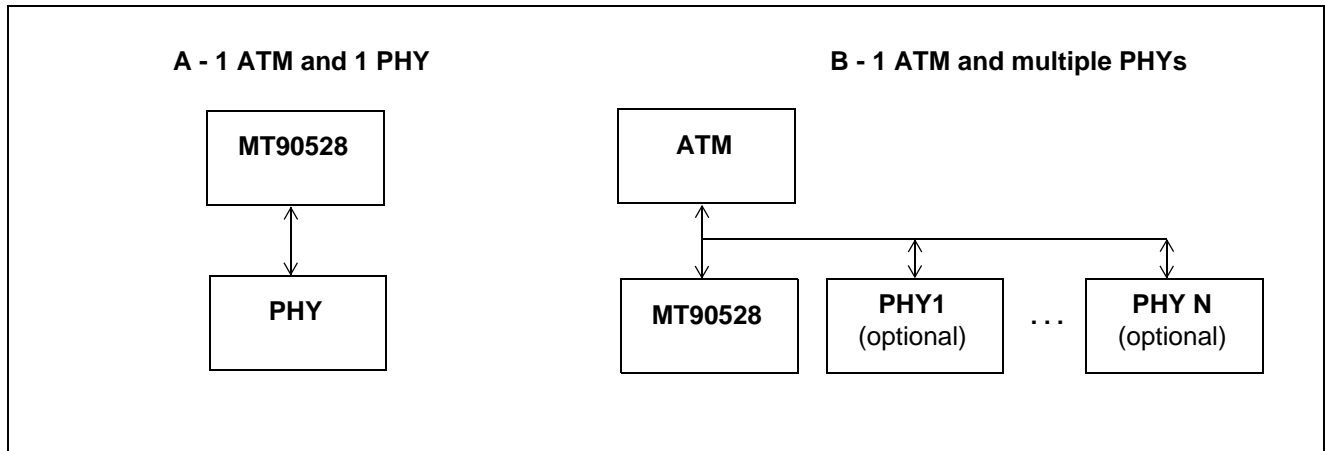 A - 1 ATM and 1 PHY
B - 1 ATM and multiple PHYs
MT90528
PHY
ATM
MT90528
PHY1
(optional)
. . .
PHY N
(optional)